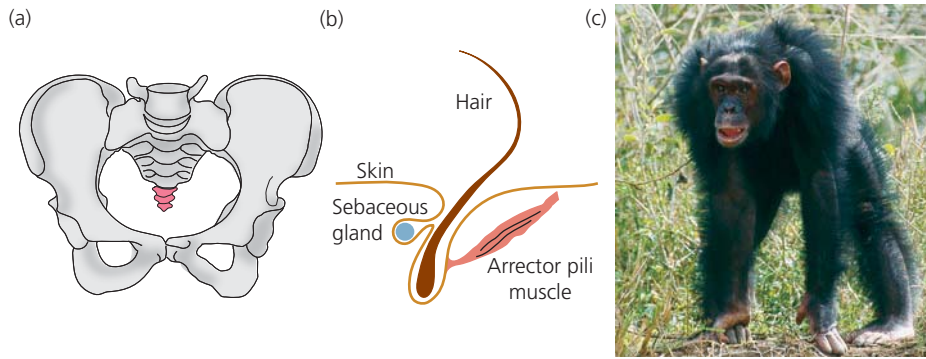 (a)
(b)
(c)
Hair
Skin
Sebaceous
gland
Arrector pili
muscle